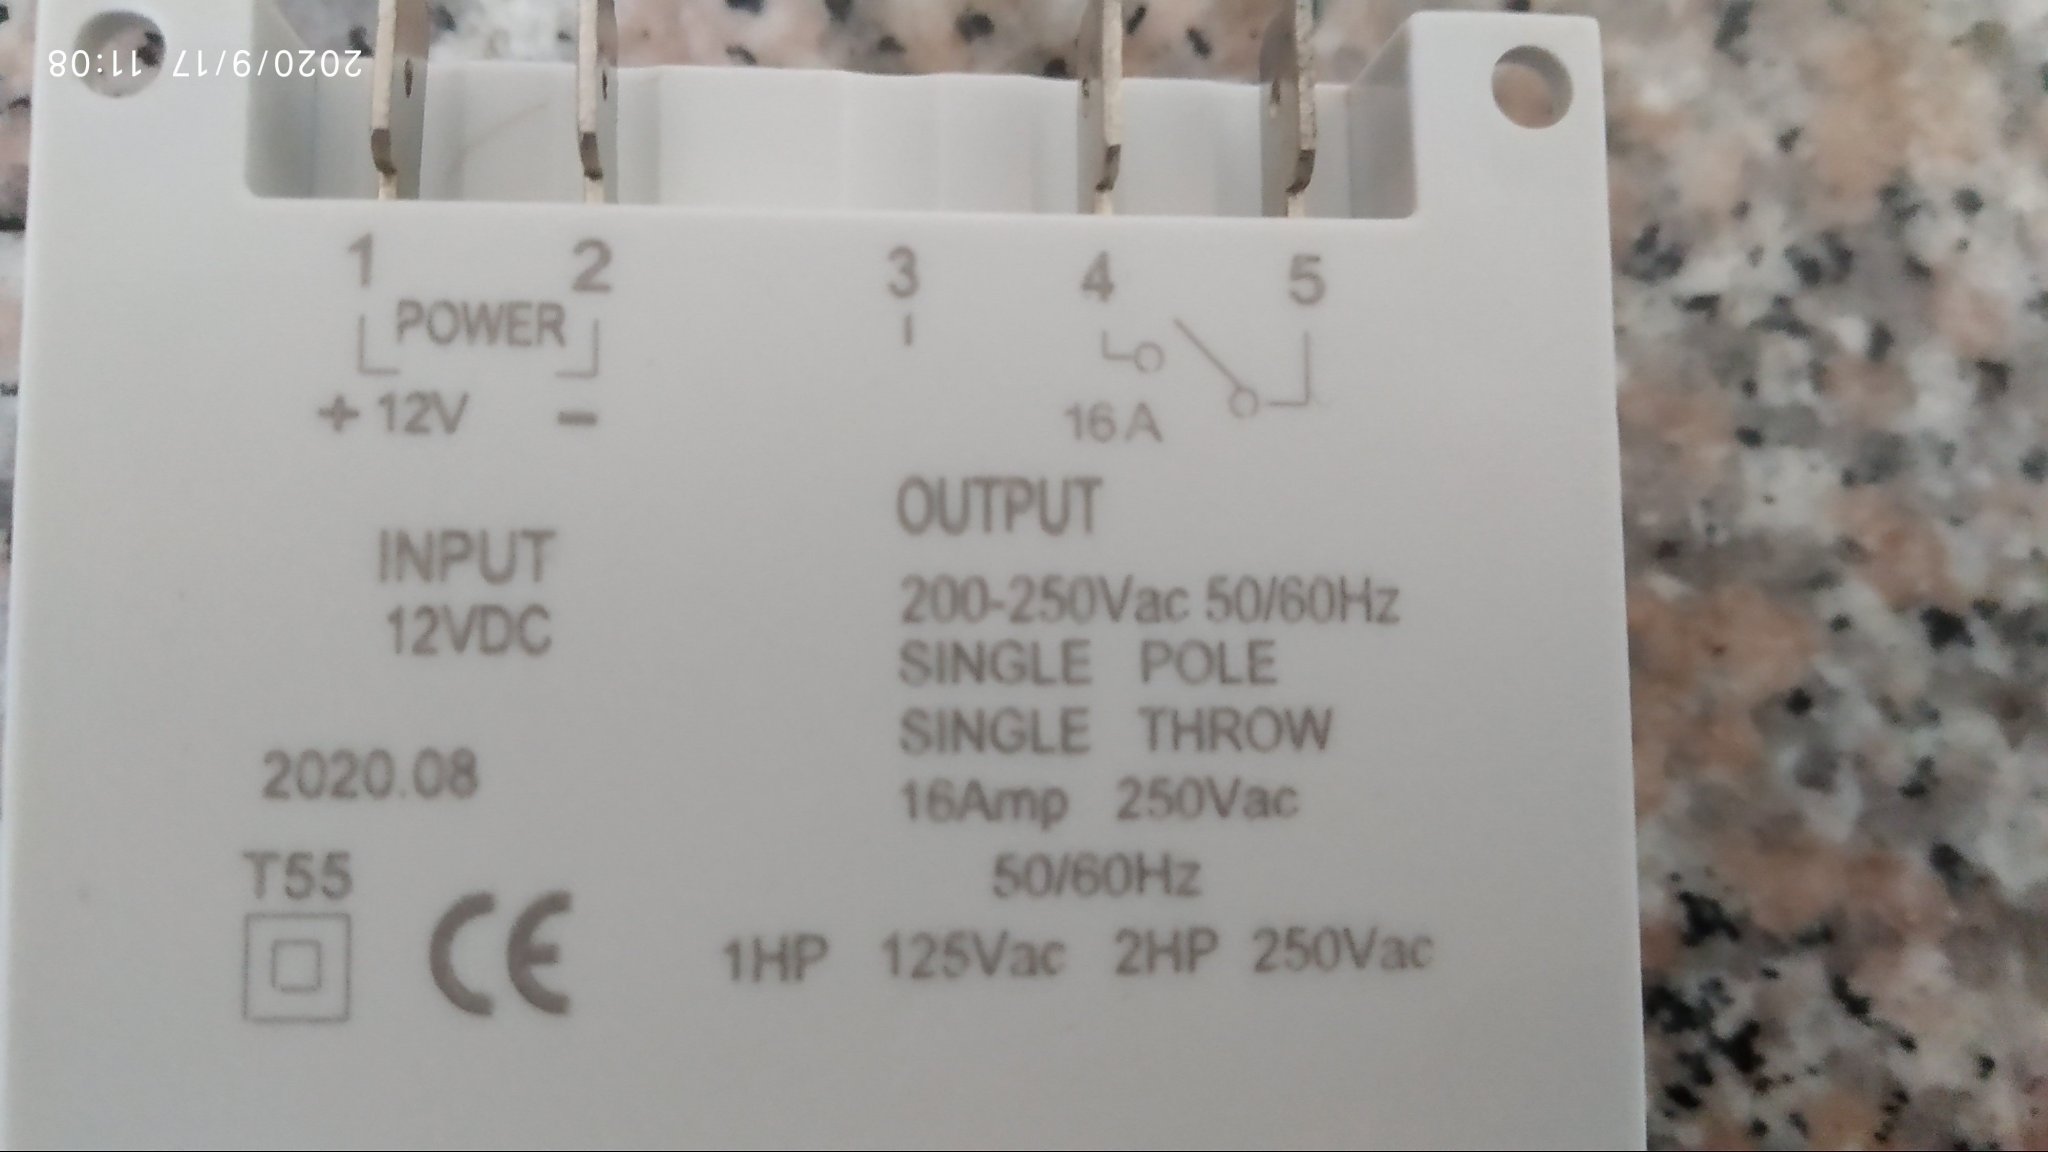 2020/9/17 11:08
1 2 3 4 5
POWER
+ 12V -
16A
INPUT
12VDC
OUTPUT
200-250Vac 50/60Hz
SINGLE POLE
SINGLE THROW
16Amp 250Vac
50/60Hz
1HP 125Vac 2HP 250Vac
2020.08
T55
CE